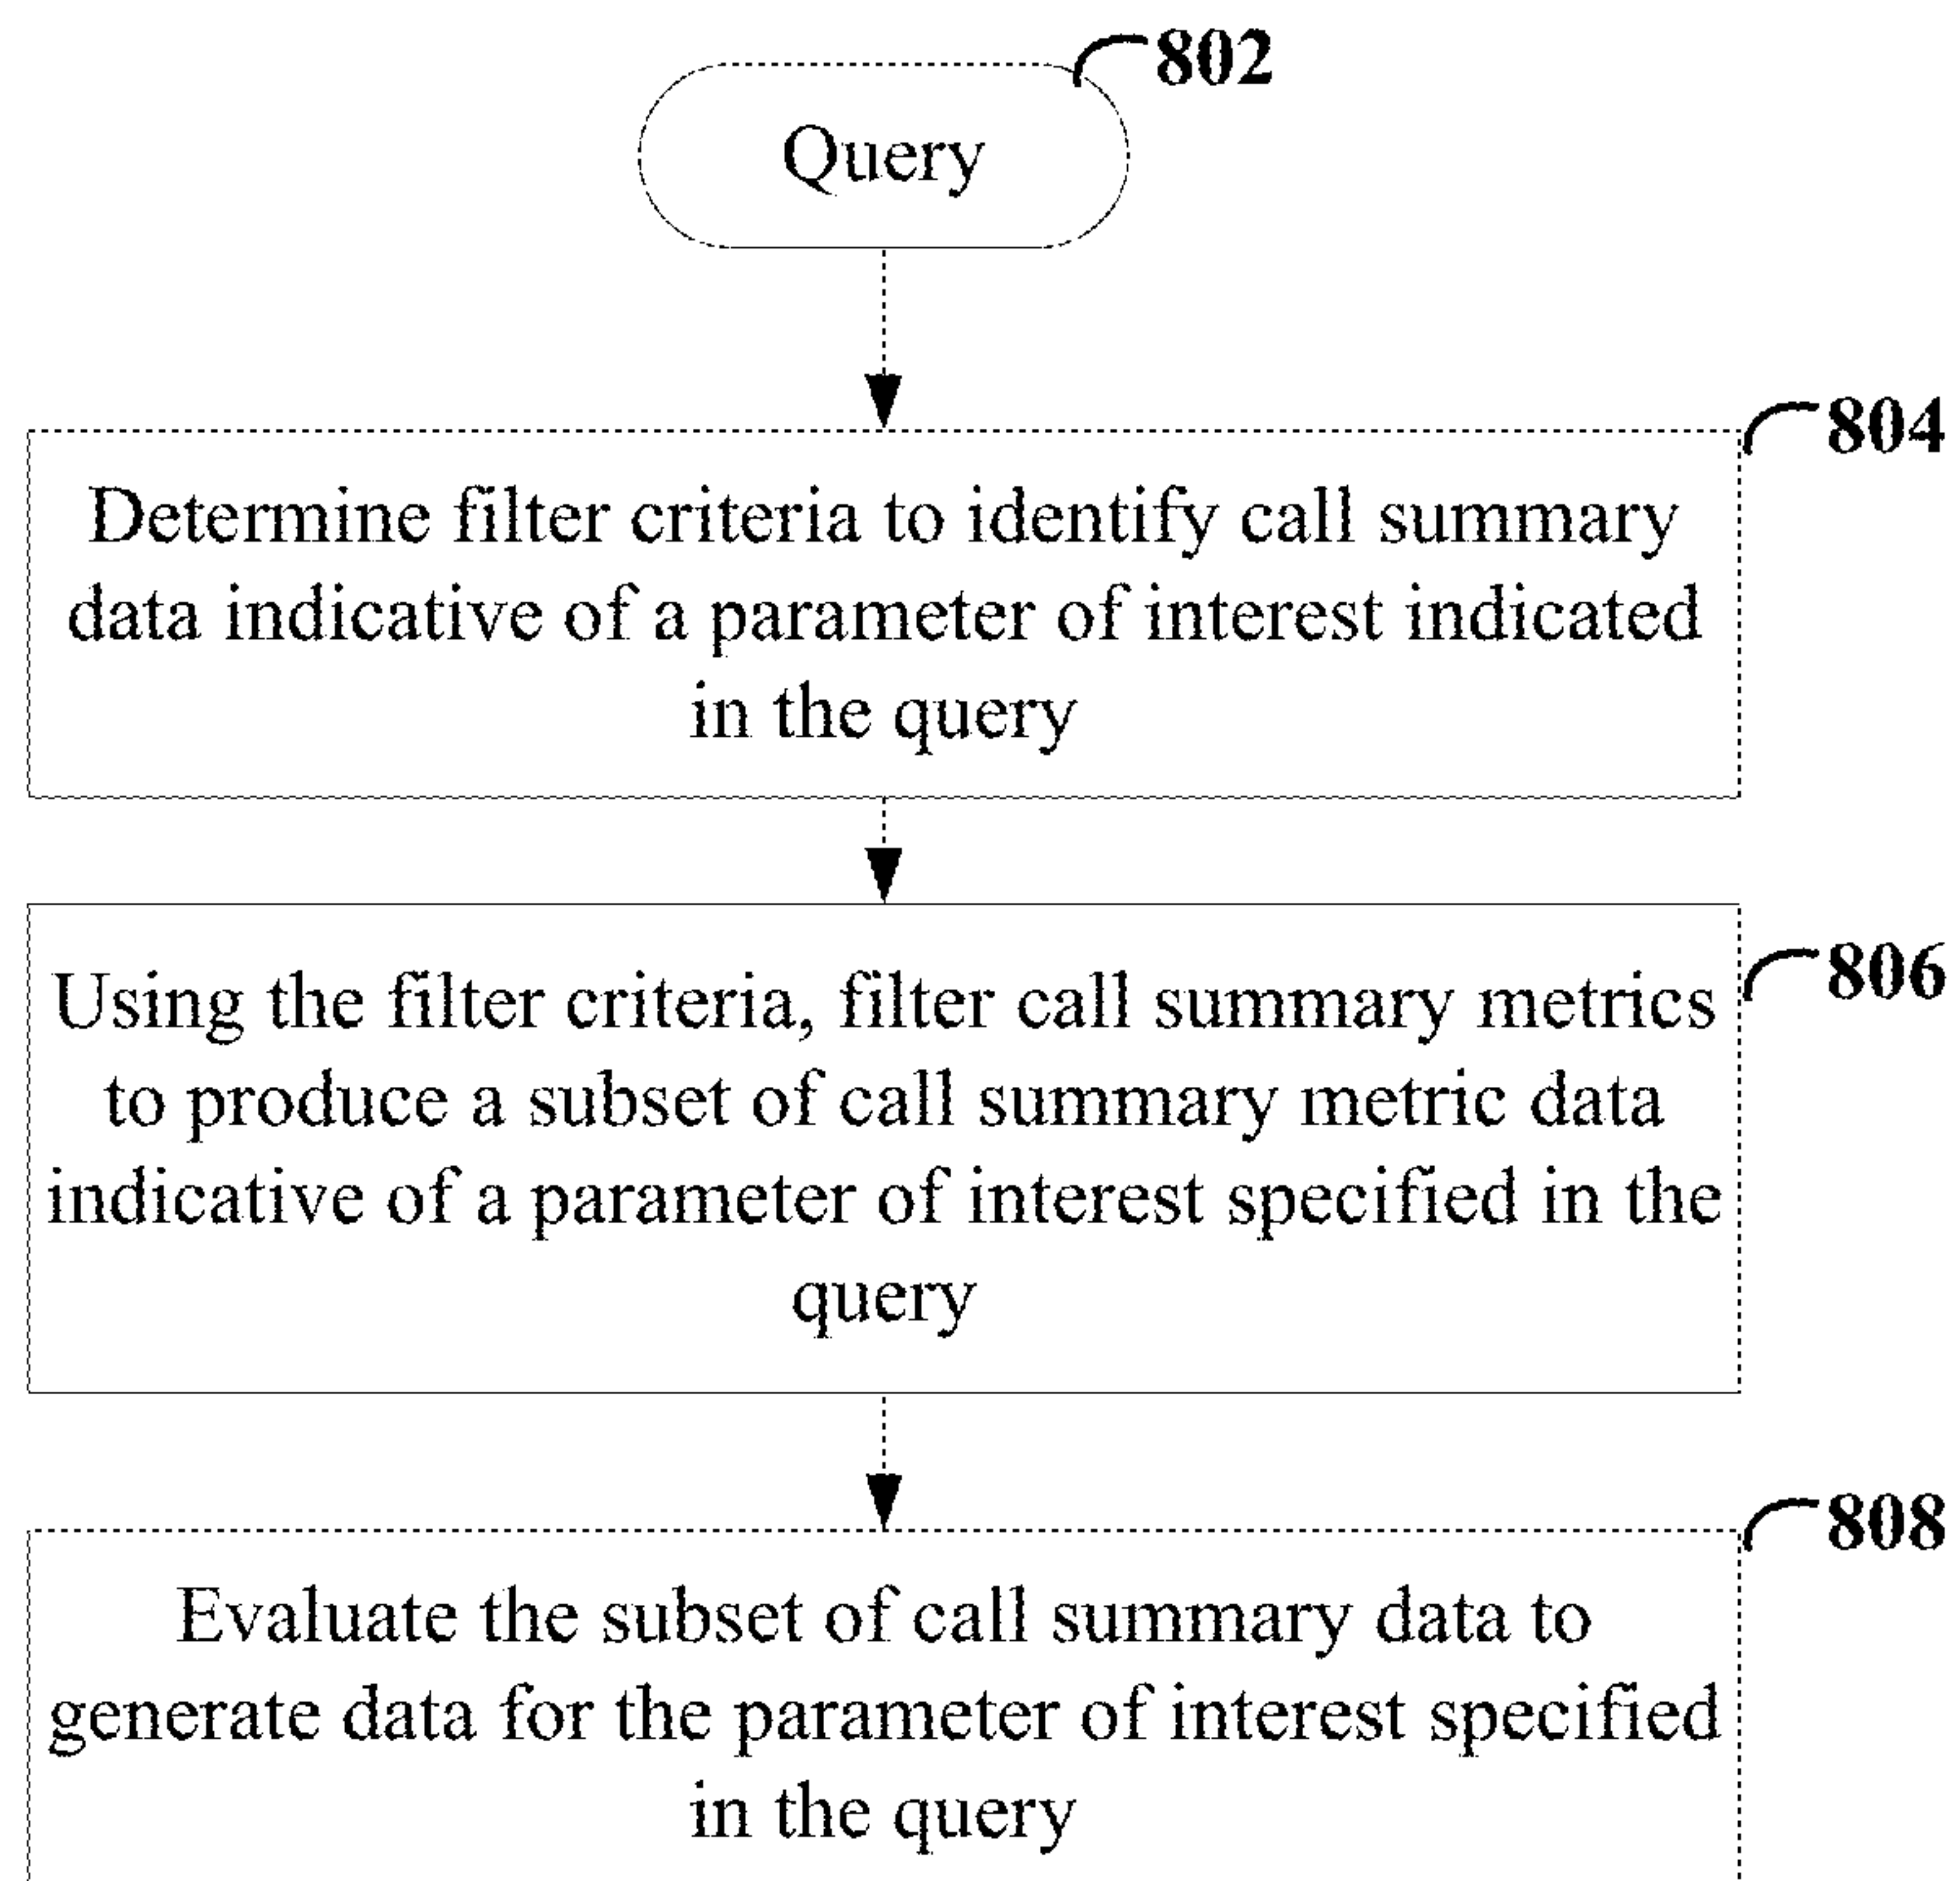 802
Query
804
Determine filter criteria to identify call summary
data indicative of a parameter of interest indicated
in the query
806
Using the filter criteria, filter call summary metrics
to produce a subset of call summary metric data
indicative of a parameter of interest specified in the
query
808
Evaluate the subset of call summary data to
generate data for the parameter of interest specified
in the query